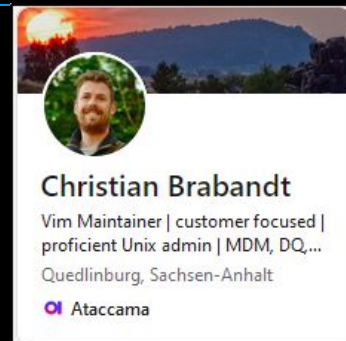 Christian Brabandt
Vim Maintainer | customer focused |
proficient Unix admin | MDM, DQ,...
Quedlinburg, Sachsen-Anhalt
Ataccama